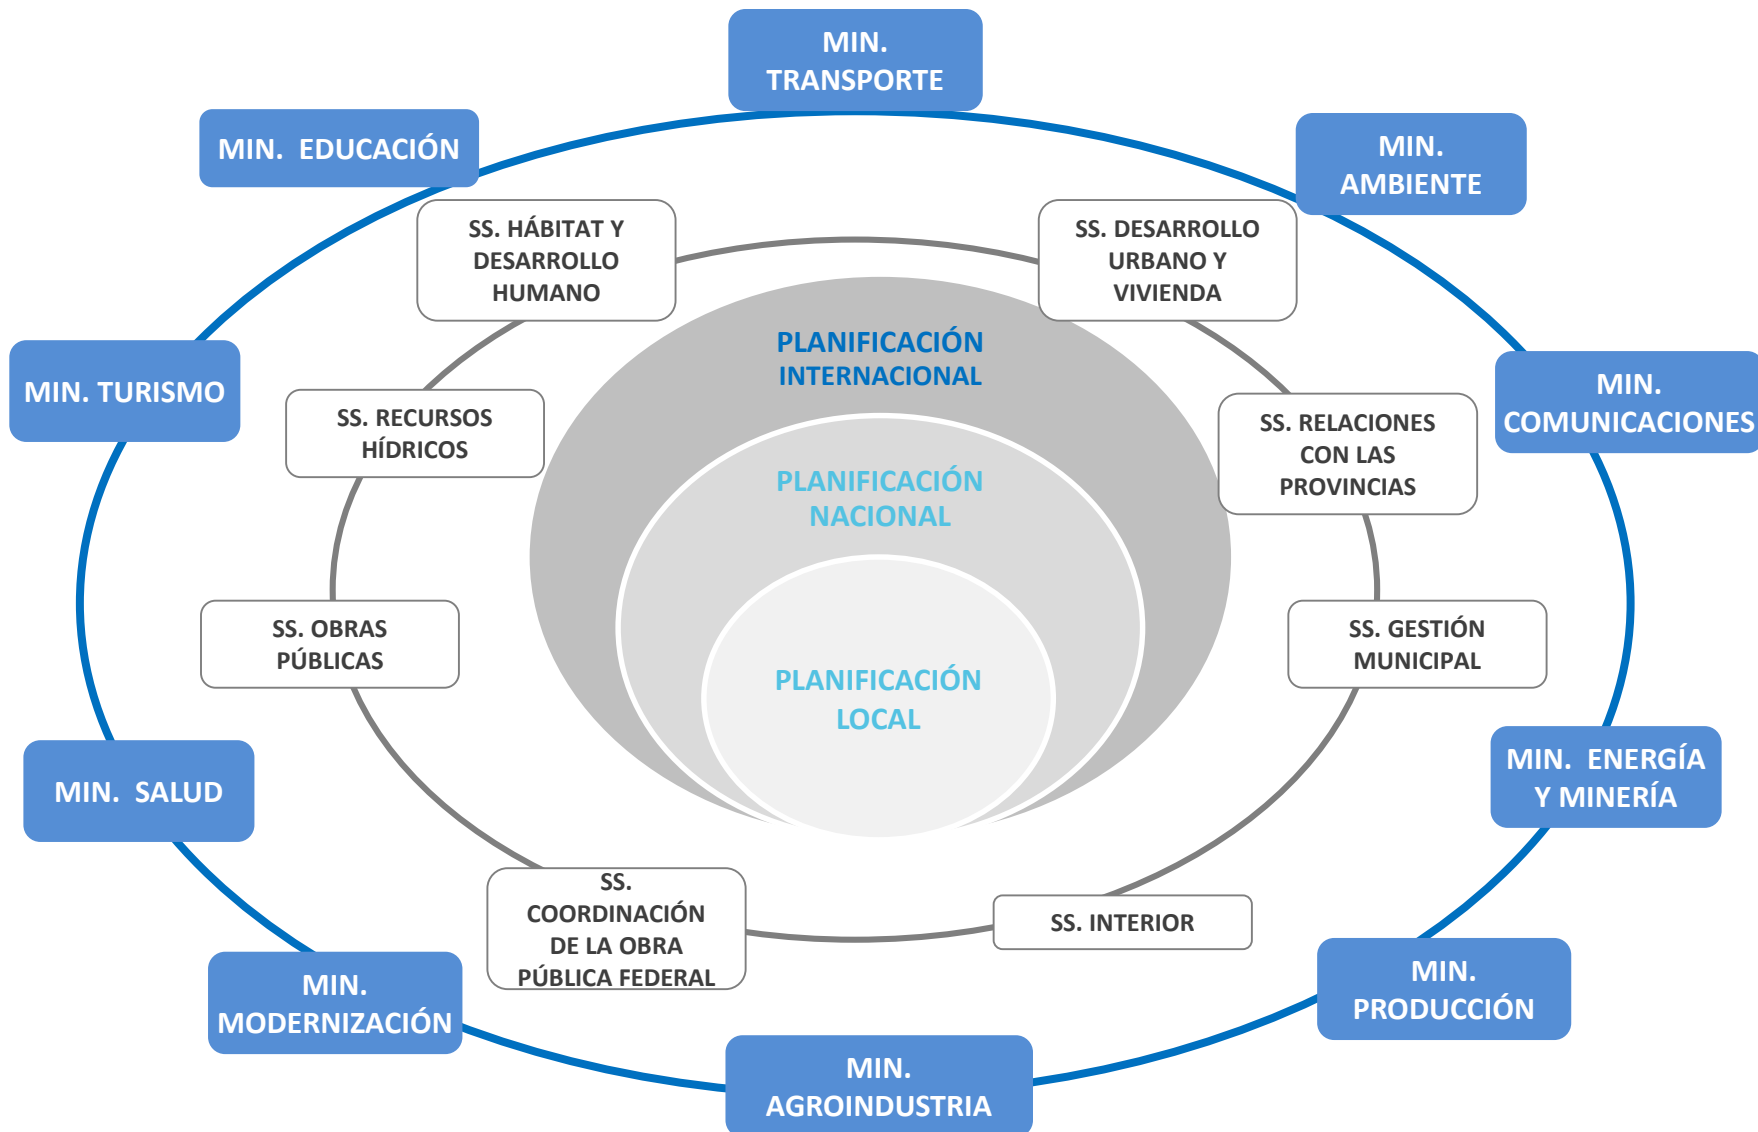 MIN.
TRANSPORTE
MIN. EDUCACIÓN
MIN.
AMBIENTE
SS. HÁBITAT Y
DESARROLLO
HUMANO
SS. DESARROLLO
URBANO Y
VIVIENDA
PLANIFICACIÓN
INTERNACIONAL
MIN. TURISMO
MIN.
COMUNICACIONES
SS. RECURSOS
HÍDRICOS
SS. RELACIONES
CON LAS
PROVINCIAS
PLANIFICACIÓN
NACIONAL
SS. OBRAS
PÚBLICAS
SS. GESTIÓN
MUNICIPAL
PLANIFICACIÓN
LOCAL
MIN. SALUD
MIN. ENERGÍA
Y MINERÍA
SS.
COORDINACIÓN
DE LA OBRA
PÚBLICA FEDERAL
SS. INTERIOR
MIN.
MODERNIZACIÓN
MIN.
PRODUCCIÓN
MIN.
AGROINDUSTRIA